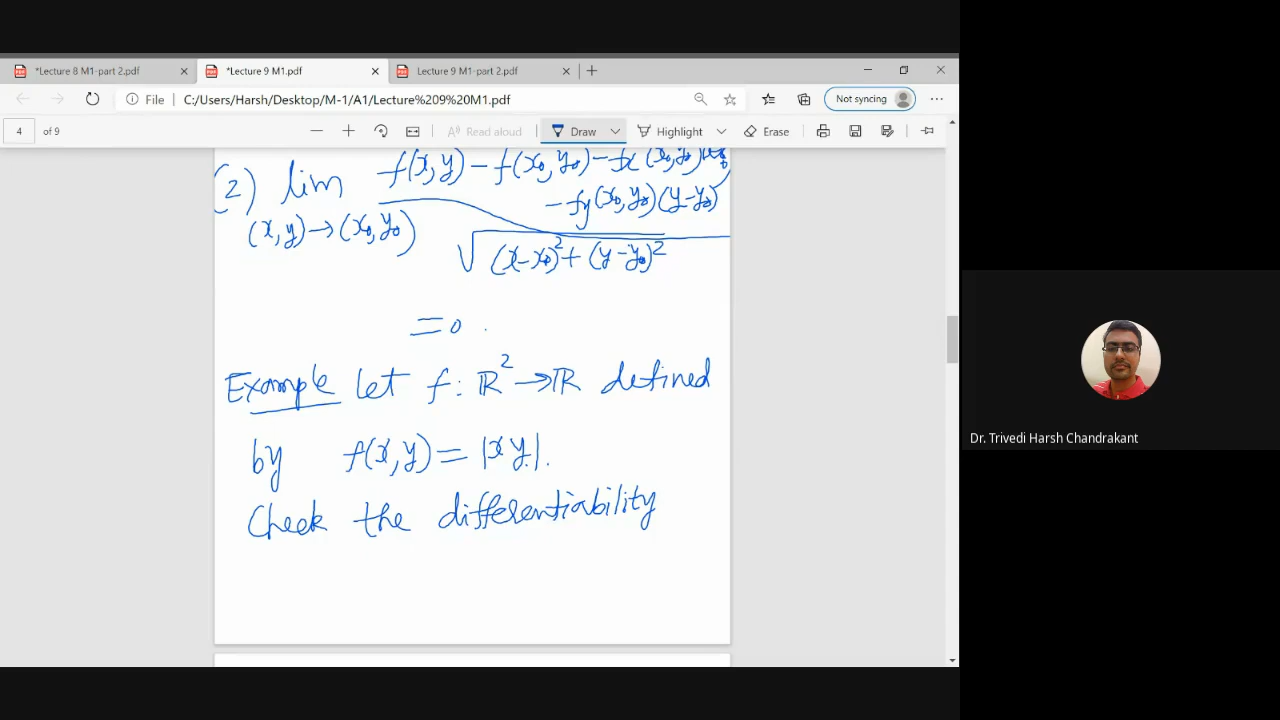 *Lecture 8 M1-part 2.pdf
*Lecture 9 M1.pdf
Lecture 9 M1-part 2.pdf
File
C:/Users/Harsh/Desktop/M-1/A1/Lecture%209%20M1.pdf
Not syncing
4 of 9
Read aloud
Draw
Highlight
Erase
(2) lim f(x,y) - f(x₀,y₀) - fx(x₀,y₀)
- fy(x₀,y₀)(y-y₀)
(x,y)→(x₀,y₀)
√(x-x₀)²+(y-y₀)²
=0.
Example Let f: ℝ²→ℝ defined
by f(x,y) = |xy|.
Check the differentiability
Dr. Trivedi Harsh Chandrakant